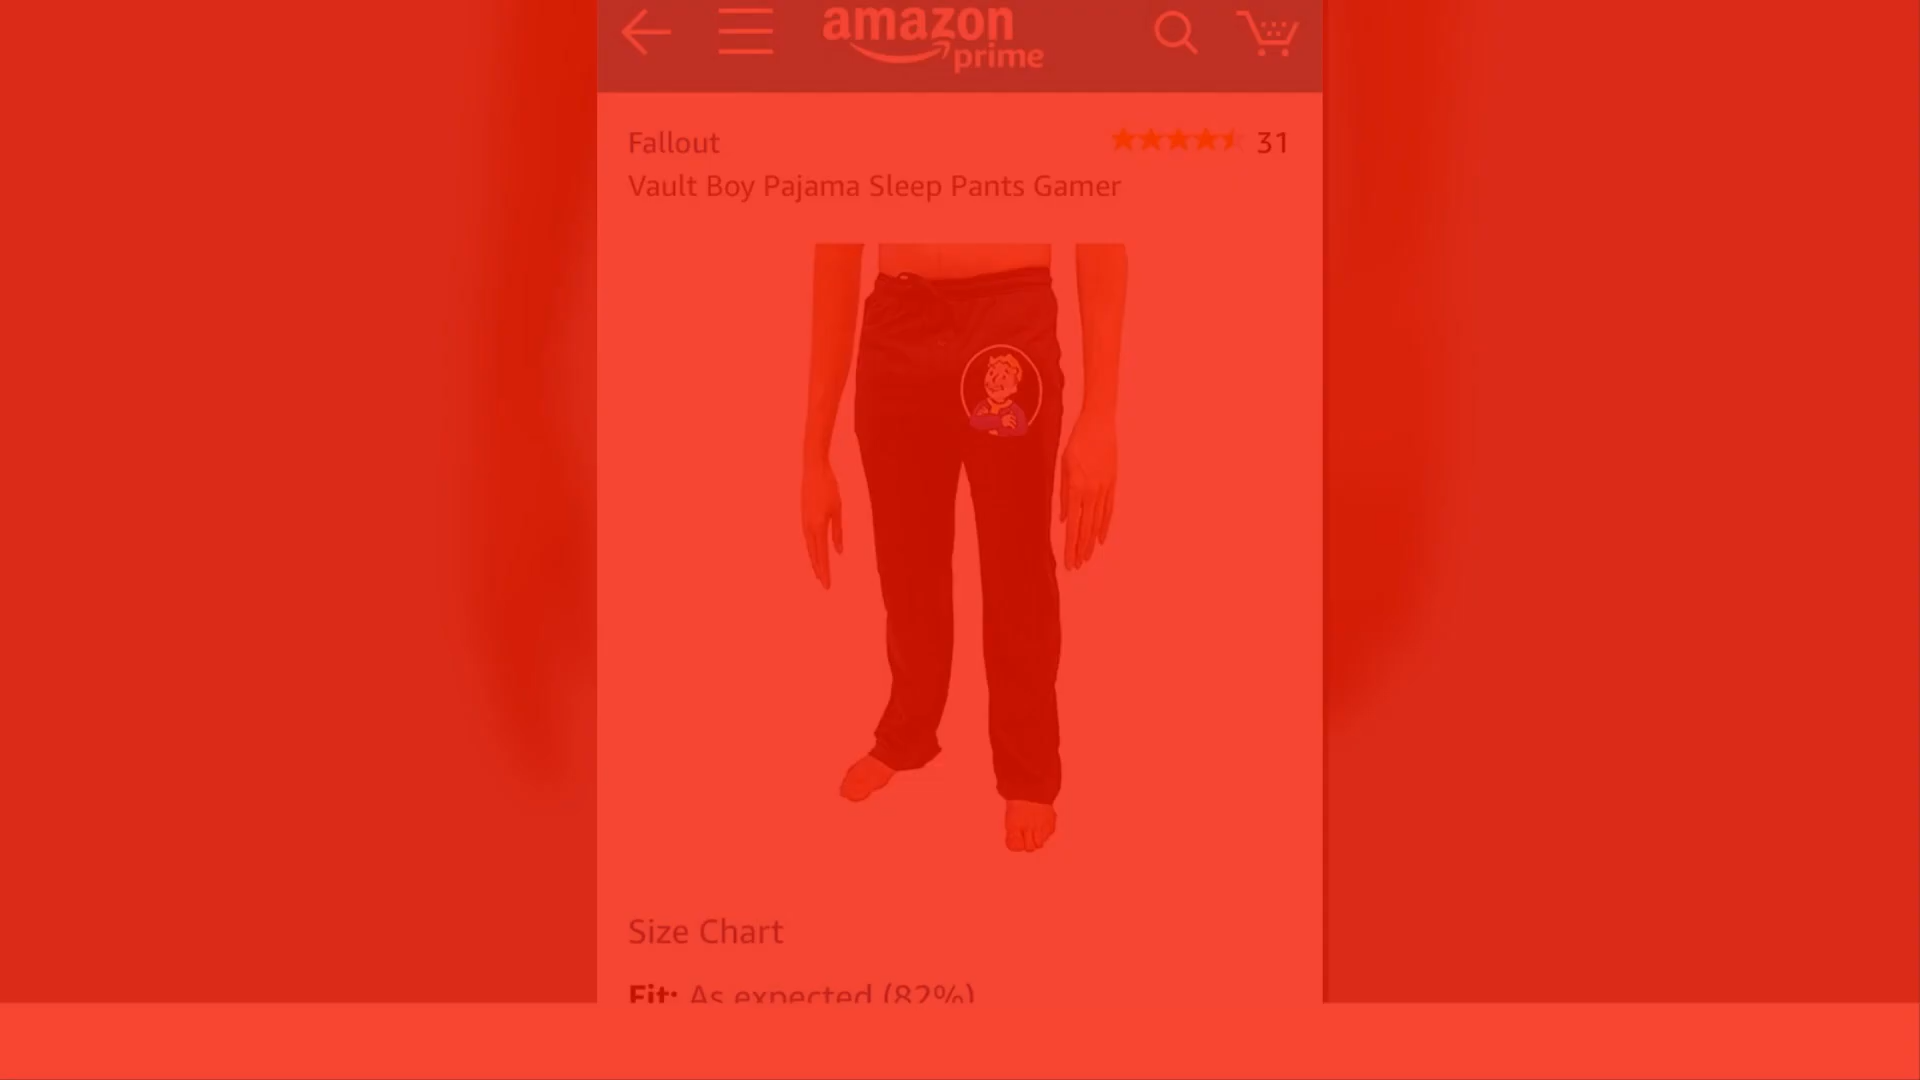 amazon
prime
Fallout
31
Vault Boy Pajama Sleep Pants Gamer
Size Chart
Fit: As expected (82%)